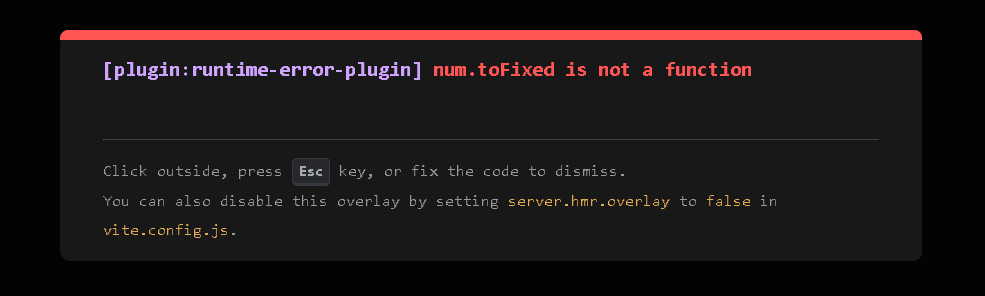 [plugin:runtime-error-plugin] num.toFixed is not a function
Click outside, press Esc key, or fix the code to dismiss.
You can also disable this overlay by setting server.hmr.overlay to false in
vite.config.js.